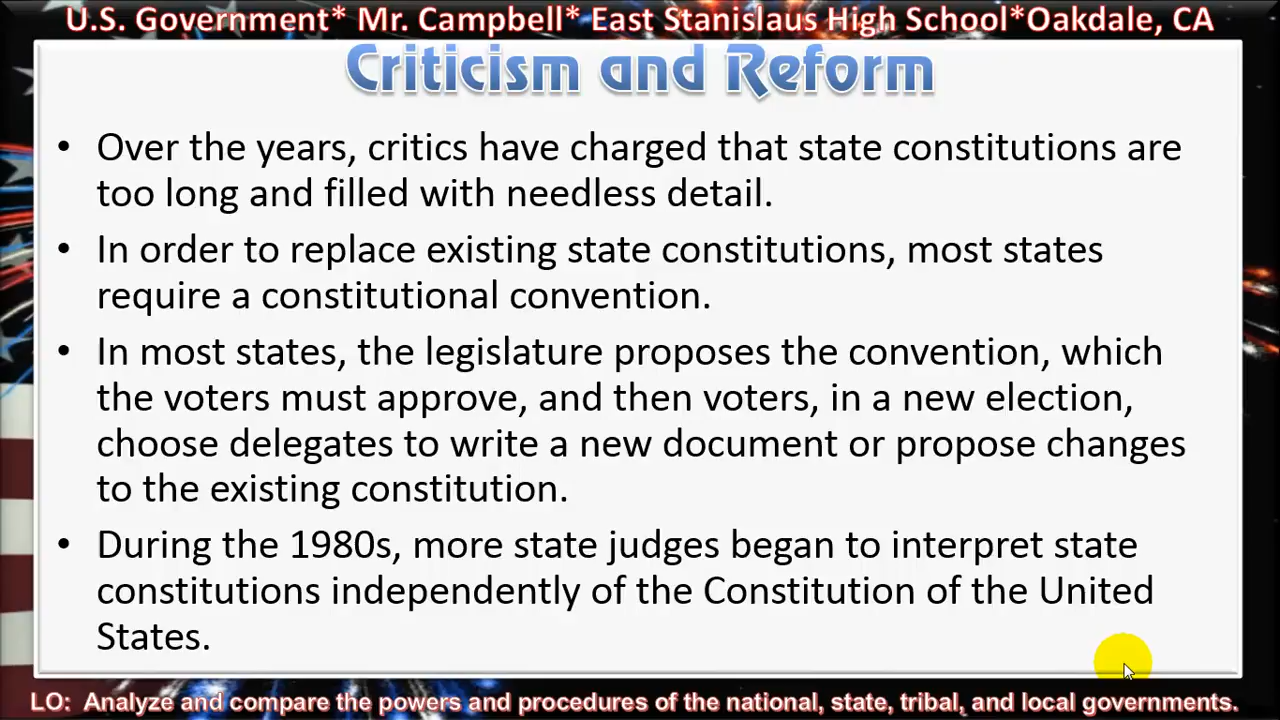 U.S. Government* Mr. Campbell* East Stanislaus High School*Oakdale, CA
Criticism and Reform
• Over the years, critics have charged that state constitutions are
too long and filled with needless detail.
• In order to replace existing state constitutions, most states
require a constitutional convention.
• In most states, the legislature proposes the convention, which
the voters must approve, and then voters, in a new election,
choose delegates to write a new document or propose changes
to the existing constitution.
• During the 1980s, more state judges began to interpret state
constitutions independently of the Constitution of the United
States.
LO: Analyze and compare the powers and procedures of the national, state, tribal, and local governments.